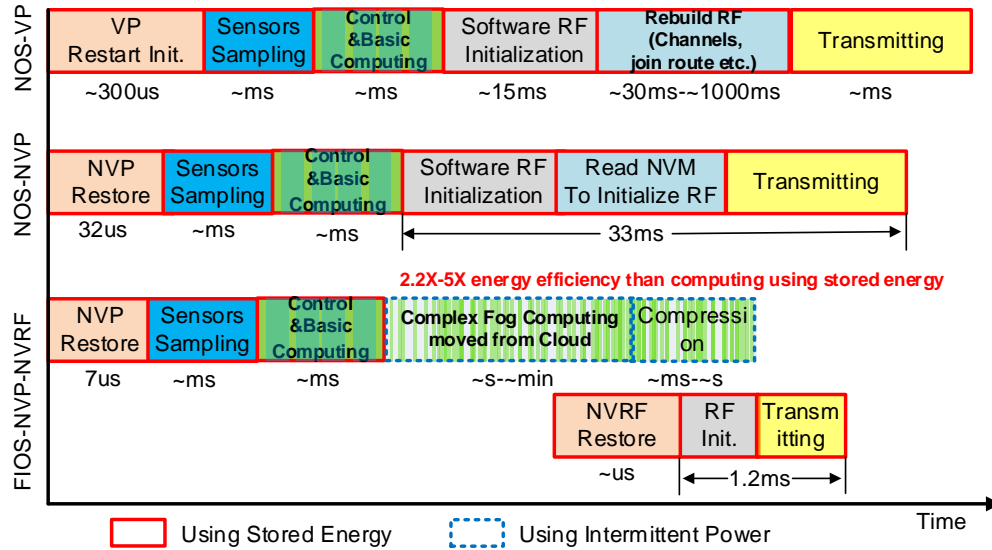 NOS-VP
VP
Restart Init.
Sensors
Sampling
Control
&Basic
Computing
Software RF
Initialization
Rebuild RF
(Channels,
join route etc.)
Transmitting
~300us
~ms
~ms
~15ms
~30ms-~1000ms
~ms
NOS-NVP
NVP
Restore
Sensors
Sampling
Control
&Basic
Computing
Software RF
Initialization
Read NVM
To Initialize RF
Transmitting
32us
~ms
~ms
33ms
2.2X-5X energy efficiency than computing using stored energy
FIOS-NVP-NVRF
NVP
Restore
Sensors
Sampling
Control
&Basic
Computing
Complex Fog Computing
moved from Cloud
Compressi
on
7us
~ms
~ms
~s-~min
~ms-~s
NVRF
Restore
RF
Init.
Transm
itting
~us
1.2ms
Time
Using Stored Energy
Using Intermittent Power